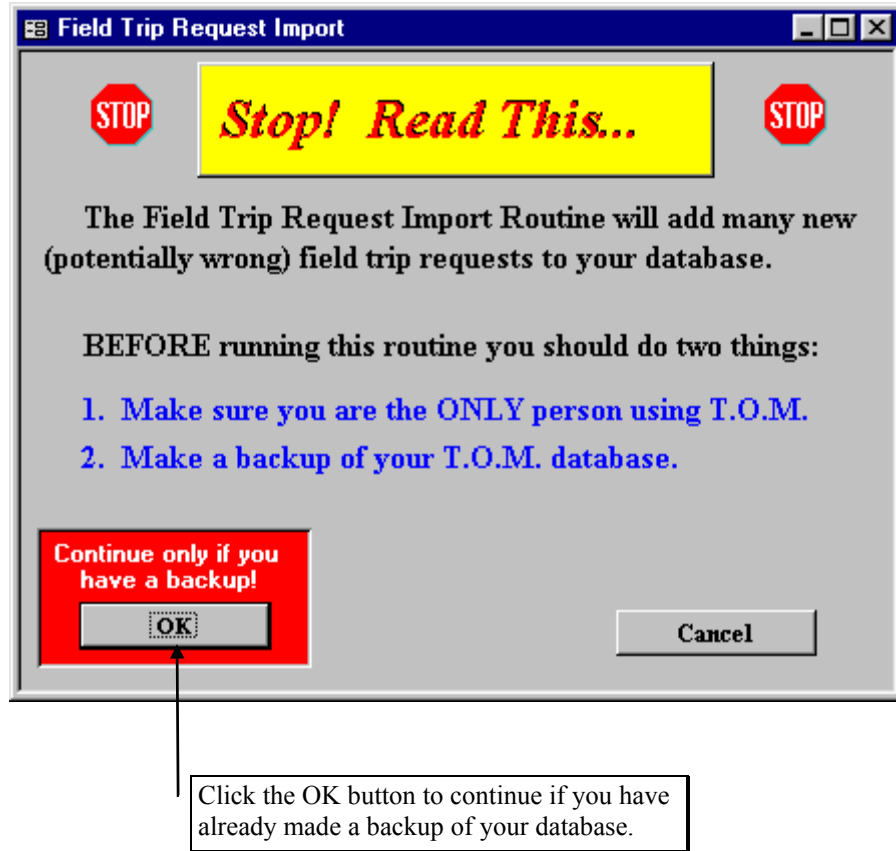 Field Trip Request Import
STOP
Stop! Read This...
STOP
The Field Trip Request Import Routine will add many new
(potentially wrong) field trip requests to your database.
BEFORE running this routine you should do two things:
1. Make sure you are the ONLY person using T.O.M.
2. Make a backup of your T.O.M. database.
Continue only if you
have a backup!
OK
Cancel
Click the OK button to continue if you have
already made a backup of your database.